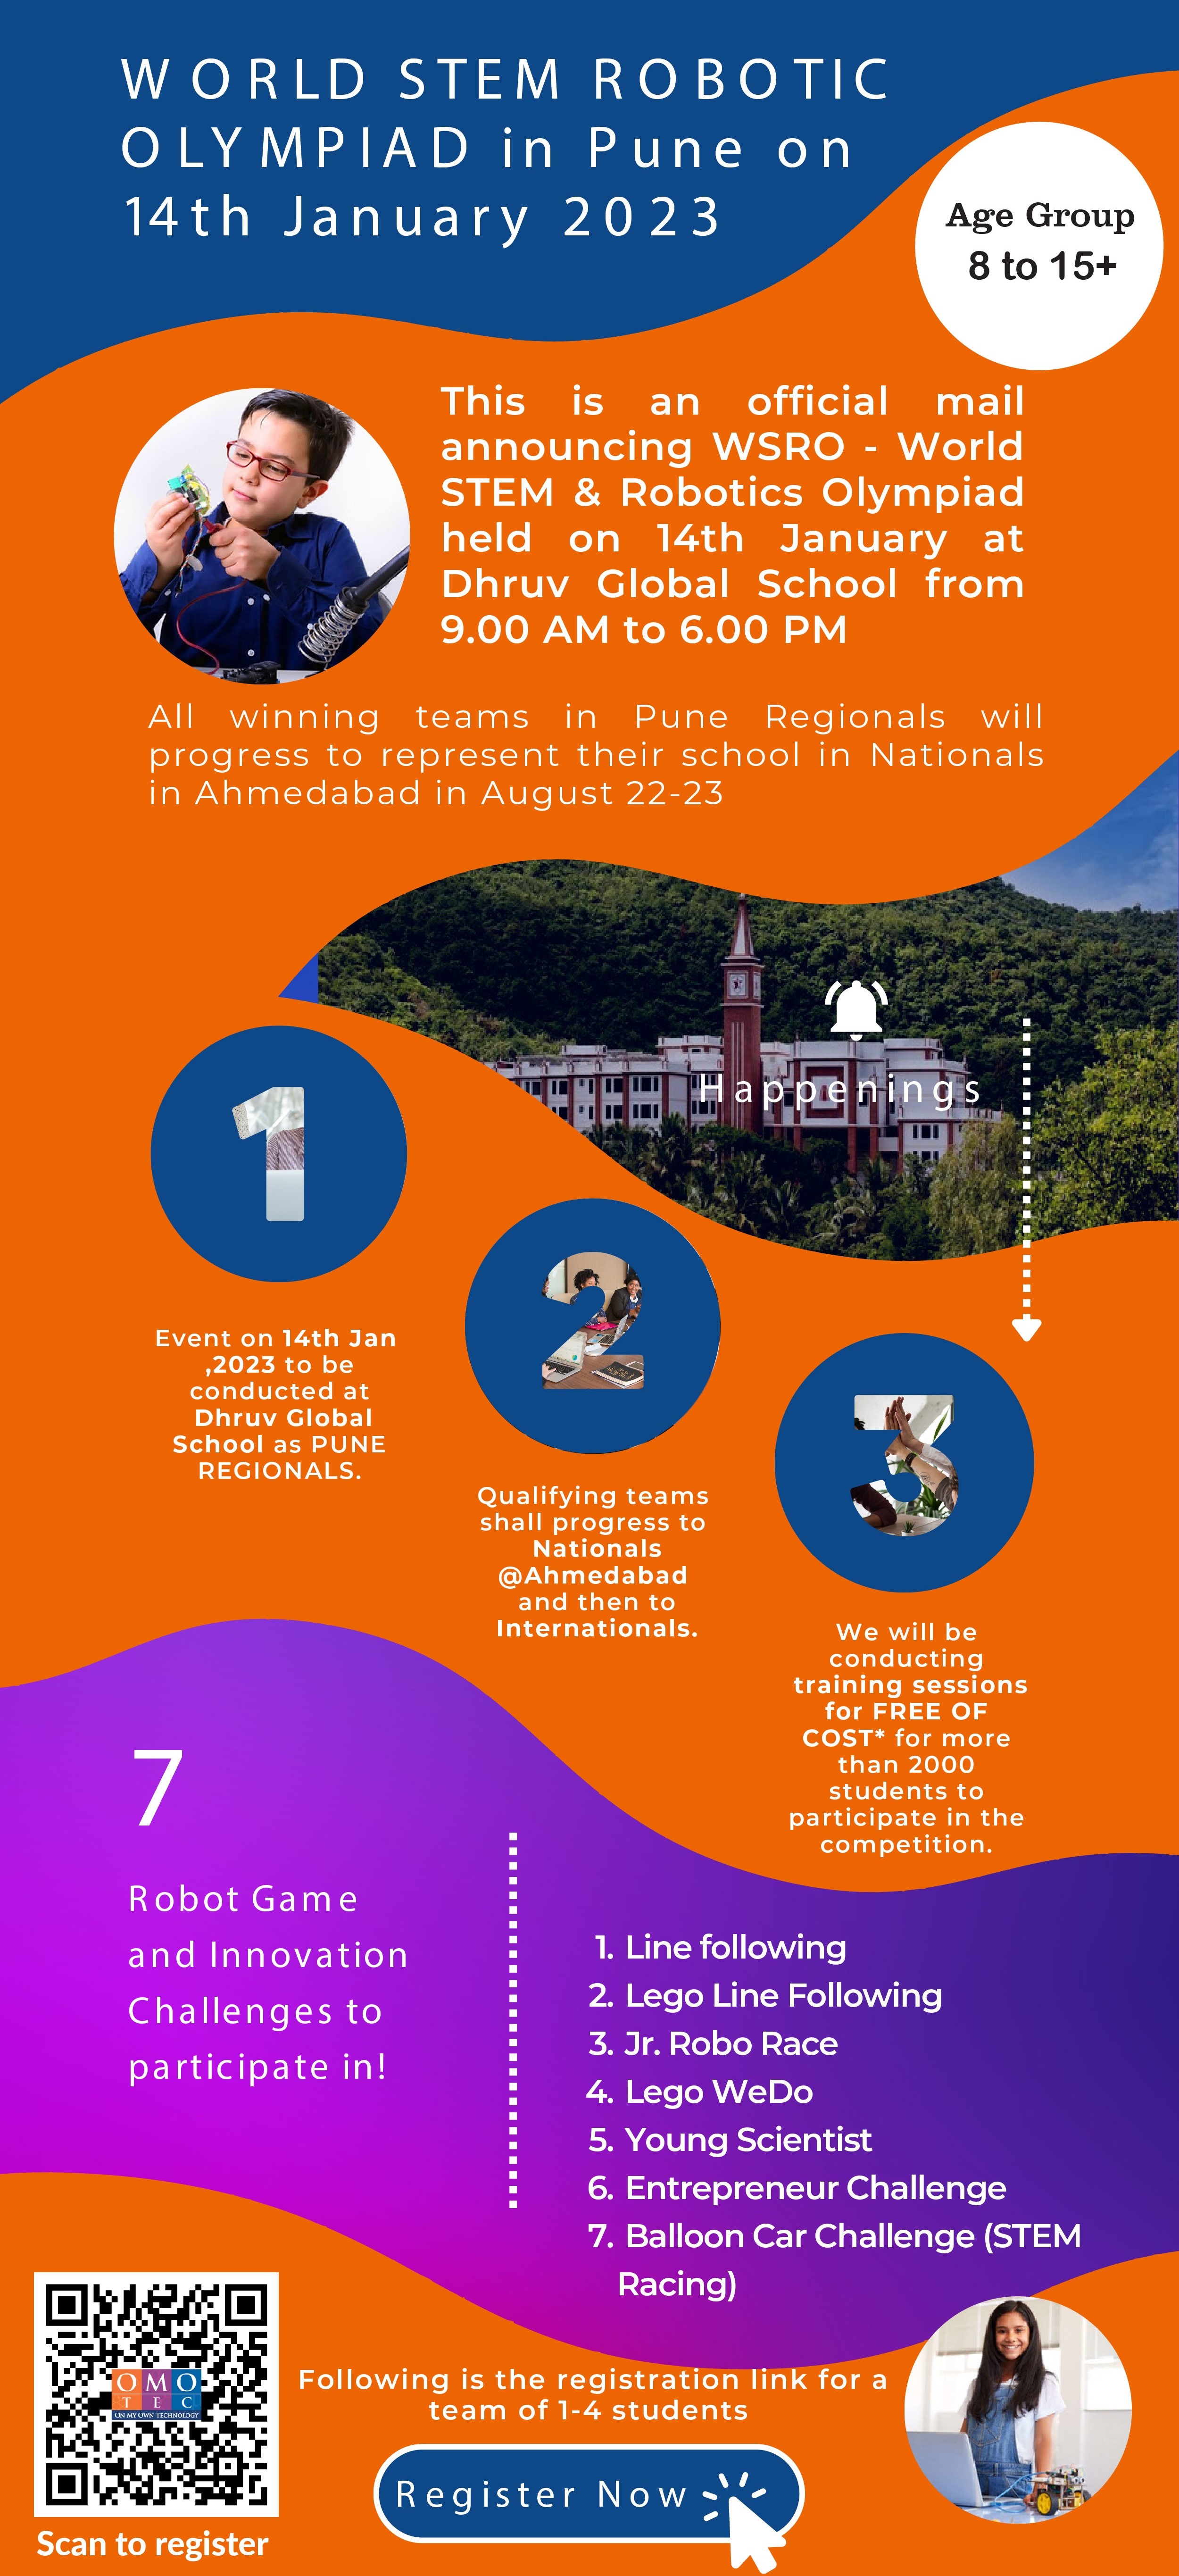 WORLD STEM ROBOTIC
OLYMPIAD in Pune on
14th January 2023
Age Group
8 to 15+
This is an official mail
announcing WSRO - World
STEM & Robotics Olympiad
held on 14th January at
Dhruv Global School from
9.00 AM to 6.00 PM
All winning teams in Pune Regionals will
progress to represent their school in Nationals
in Ahmedabad in August 22-23
Happenings
1
Event on 14th Jan
,2023 to be
conducted at
Dhruv Global
School as PUNE
REGIONALS.
2
Qualifying teams
shall progress to
Nationals
@Ahmedabad
and then to
Internationals.
3
We will be
conducting
training sessions
for FREE OF
COST* for more
than 2000
students to
participate in the
competition.
7
Robot Game
and Innovation
Challenges to
participate in!
1. Line following
2. Lego Line Following
3. Jr. Robo Race
4. Lego WeDo
5. Young Scientist
6. Entrepreneur Challenge
7. Balloon Car Challenge (STEM
Racing)
OMO
TEC
ON MY OWN TECHNOLOGY
Scan to register
Following is the registration link for a
team of 1-4 students
Register Now